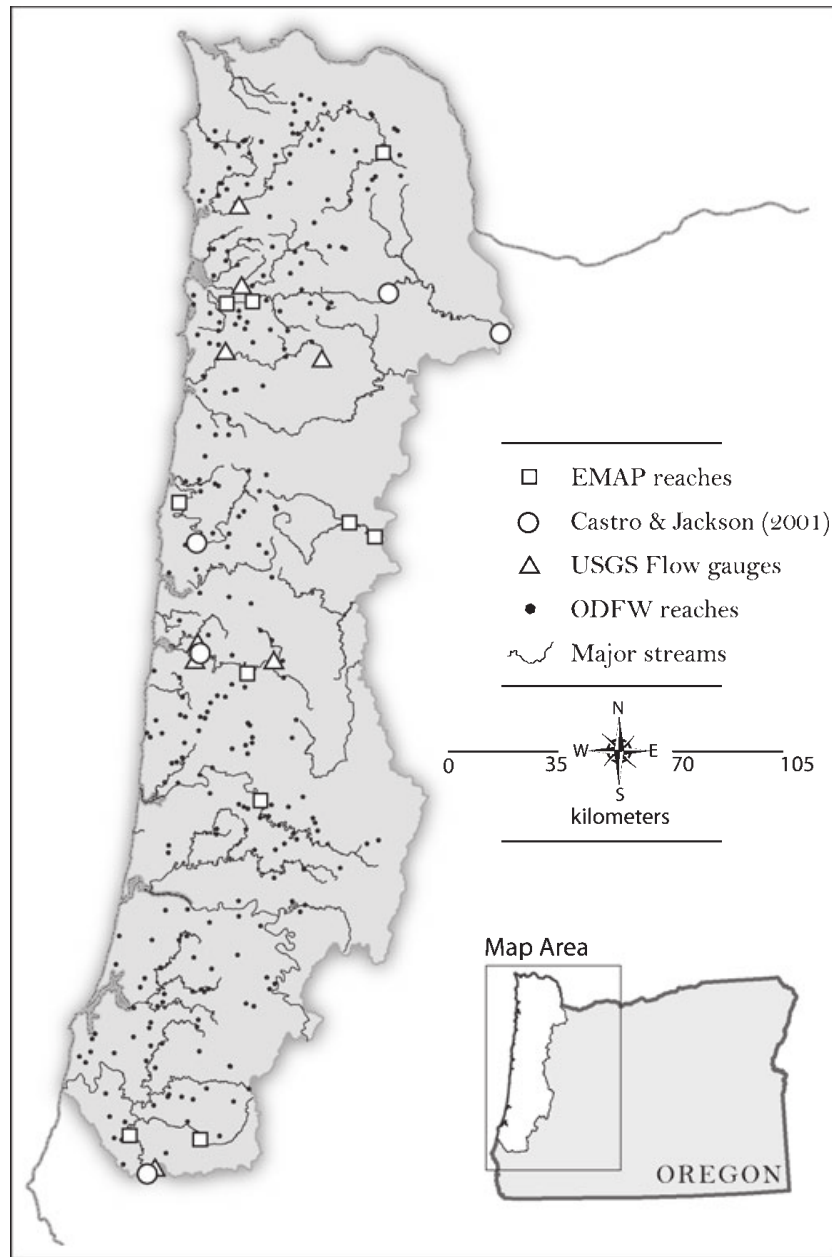 EMAP reaches
Castro & Jackson (2001)
USGS Flow gauges
ODFW reaches
Major streams
N
W E
0 35 70 105
S
kilometers
Map Area
OREGON